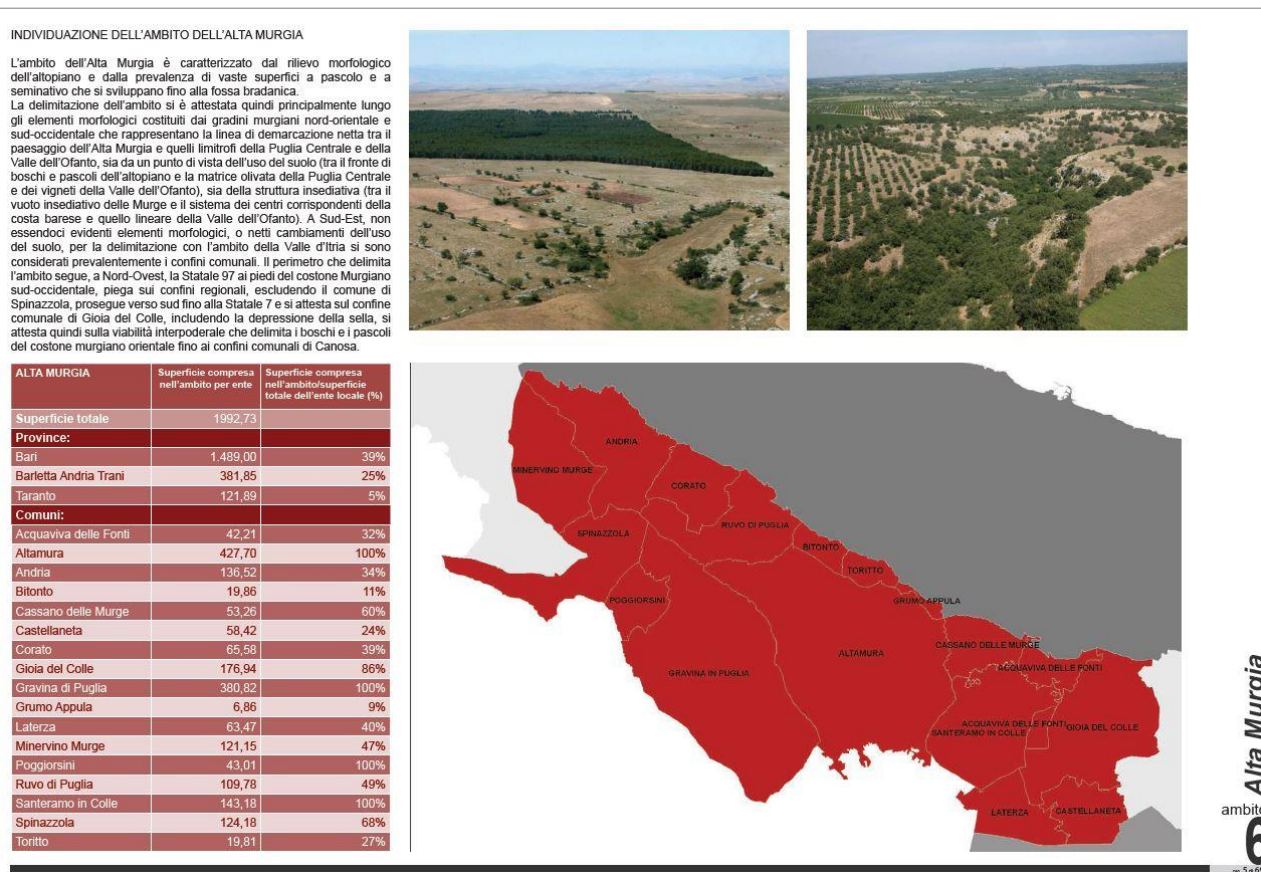 INDIVIDUAZIONE DELL'AMBITO DELL'ALTA MURGIA
L'ambito dell'Alta Murgia è caratterizzato dal rilievo morfologico
dell'altopiano e dalla prevalenza di vaste superfici a pascolo e a
seminativo che si sviluppano fino alla fossa bradanica.
La delimitazione dell'ambito si è attestata quindi principalmente lungo
gli elementi morfologici costituiti dai gradini murgiani nord-orientale e
sud-occidentale che rappresentano la linea di demarcazione netta tra il
paesaggio dell'Alta Murgia e quelli limitrofi della Puglia Centrale e della
Valle dell'Ofanto, sia da un punto di vista dell'uso del suolo (tra il fronte di
boschi e pascoli dell'altopiano e la matrice olivata della Puglia Centrale
e dei vigneti della Valle dell'Ofanto), sia della struttura insediativa (tra il
vuoto insediativo delle Murge e il sistema dei centri corrispondenti della
costa barese e quello lineare della Valle dell'Ofanto). A Sud-Est, non
essendoci evidenti elementi morfologici, o netti cambiamenti dell'uso
del suolo, per la delimitazione con l'ambito della Valle d'Itria si sono
considerati prevalentemente i confini comunali. Il perimetro che delimita
l'ambito segue, a Nord-Ovest, la Statale 97 ai piedi del costone Murgiano
sud-occidentale, piega sui confini regionali, escludendo il comune di
Spinazzola, prosegue verso sud fino alla Statale 7 e si attesta sul confine
comunale di Gioia del Colle, includendo la depressione della sella, si
attesta quindi sulla viabilità interpoderale che delimita i boschi e i pascoli
del costone murgiano orientale fino ai confini comunali di Canosa.
ALTA MURGIA Superficie compresa nell'ambito per ente Superficie compresa nell'ambito/superficie totale dell'ente locale (%)
Superficie totale 1992,73
Province:
Bari 1.489,00 39%
Barletta Andria Trani 381,85 25%
Taranto 121,89 5%
Comuni:
Acquaviva delle Fonti 42,21 32%
Altamura 427,70 100%
Andria 136,52 34%
Bitonto 19,86 11%
Cassano delle Murge 53,26 60%
Castellaneta 58,42 24%
Corato 65,58 39%
Gioia del Colle 176,94 86%
Gravina di Puglia 380,82 100%
Grumo Appula 6,86 9%
Laterza 63,47 40%
Minervino Murge 121,15 47%
Poggiorsini 43,01 100%
Ruvo di Puglia 109,78 49%
Santeramo in Colle 143,18 100%
Spinazzola 124,18 68%
Toritto 19,81 27%
ANDRIA
MINERVINO MURGE
CORATO
RUVO DI PUGLIA
SPINAZZOLA
BITONTO
TORITTO
POGGIORSINI
GRUMO APPULA
CASSANO DELLE MURGE
ALTAMURA
ACQUAVIVA DELLE FONTI
GRAVINA IN PUGLIA
ACQUAVIVA DELLE FONTI
GIOIA DEL COLLE
SANTERAMO IN COLLE
LATERZA
CASTELLANETA
Alta Murgia
ambito
6